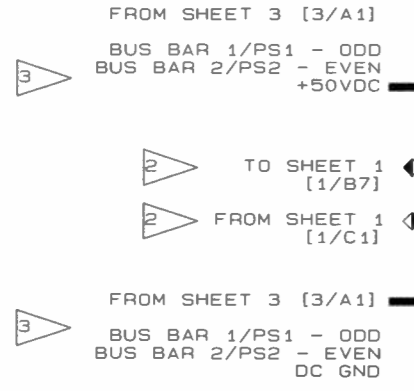 FROM SHEET 3 [3/A1]
BUS BAR 1/PS1 - ODD
BUS BAR 2/PS2 - EVEN
3
+50VDC
2
TO SHEET 1
[1/B7]
2
FROM SHEET 1
[1/C1]
FROM SHEET 3 [3/A1]
3
BUS BAR 1/PS1 - ODD
BUS BAR 2/PS2 - EVEN
DC GND